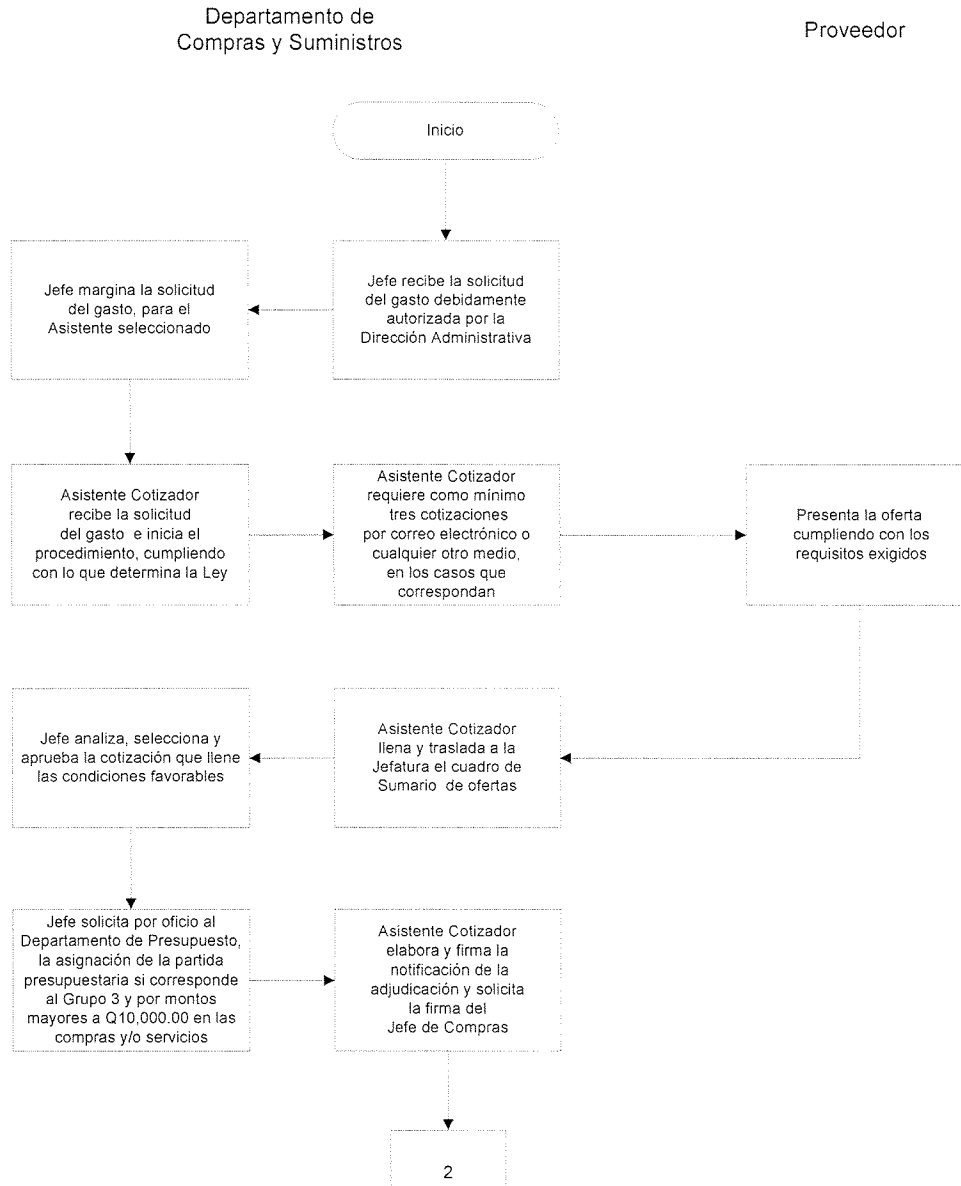 Departamento de
Compras y Suministros
Proveedor
Inicio
Jefe recibe la solicitud
del gasto debidamente
autorizada por la
Dirección Administrativa
Jefe margina la solicitud
del gasto, para el
Asistente seleccionado
Asistente Cotizador
recibe la solicitud
del gasto e inicia el
procedimiento, cumpliendo
con lo que determina la Ley
Asistente Cotizador
requiere como mínimo
tres cotizaciones
por correo electrónico o
cualquier otro medio,
en los casos que
correspondan
Presenta la oferta
cumpliendo con los
requisitos exigidos
Asistente Cotizador
llena y traslada a la
Jefatura el cuadro de
Sumario de ofertas
Jefe analiza, selecciona y
aprueba la cotización que llene
las condiciones favorables
Jefe solicita por oficio al
Departamento de Presupuesto,
la asignación de la partida
presupuestaria si corresponde
al Grupo 3 y por montos
mayores a Q10,000.00 en las
compras y/o servicios
Asistente Cotizador
elabora y firma la
notificación de la
adjudicación y solicita
la firma del
Jefe de Compras
2